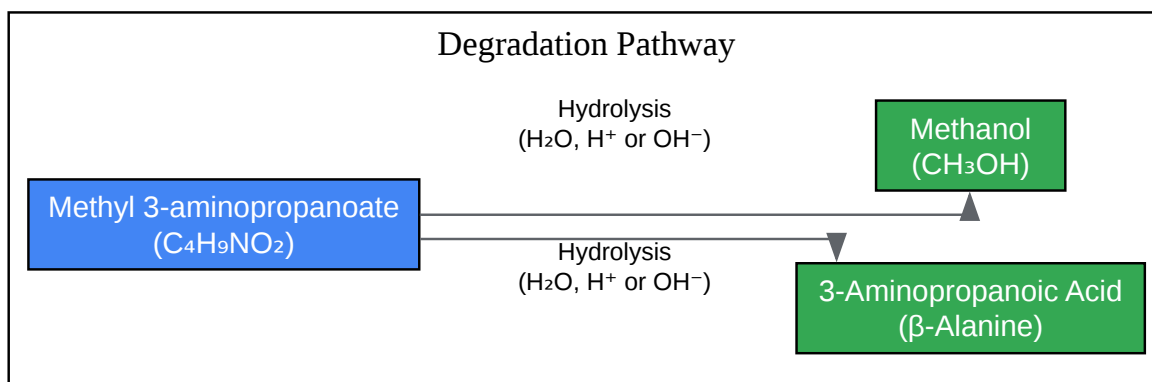 Degradation Pathway
Hydrolysis
(H₂O, H⁺ or OH⁻)
Methanol
(CH₃OH)
Methyl 3-aminopropanoate
(C₄H₉NO₂)
Hydrolysis
(H₂O, H⁺ or OH⁻)
3-Aminopropanoic Acid
(β-Alanine)